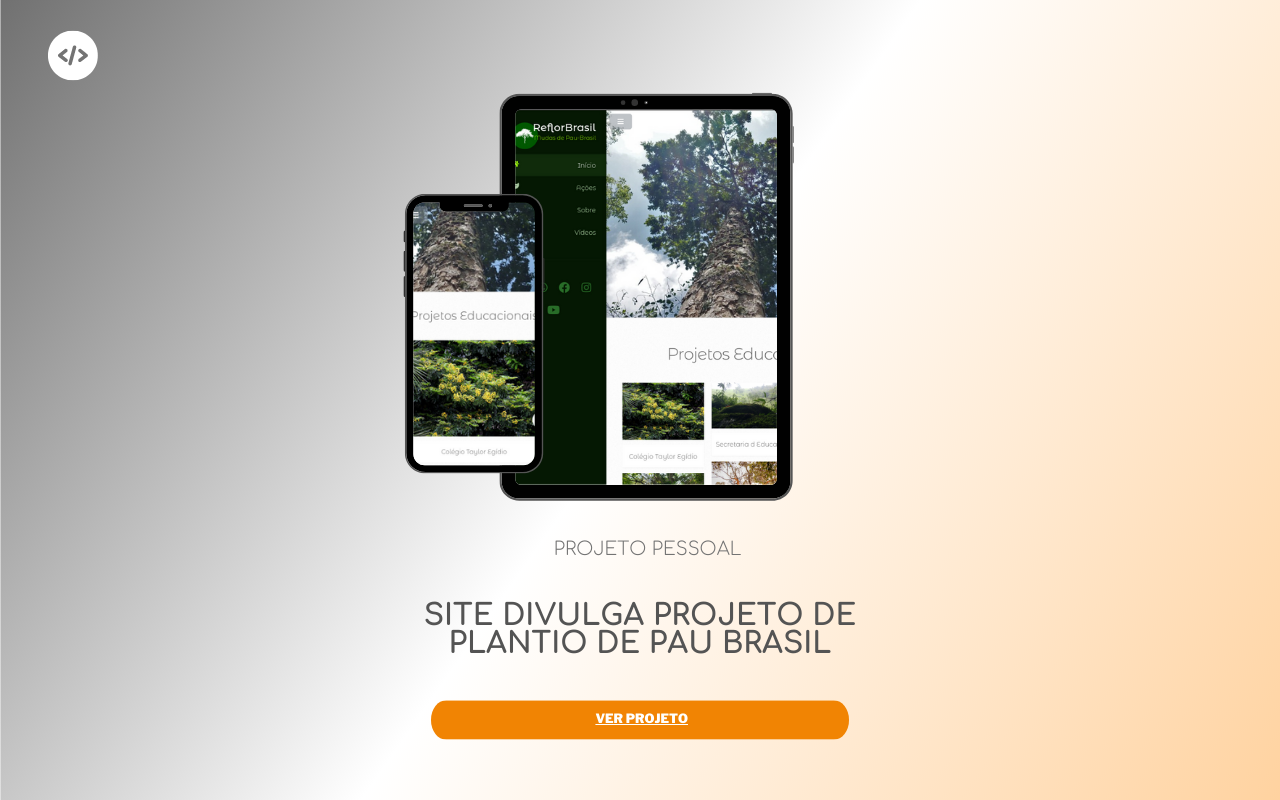 </>
ReflorBrasil
Mudas de Pau-Brasil
Início
Ações
Sobre
Vídeos
Projetos Educacionais
Colégio Taylor Egídio
Projetos Educa
Colégio Taylor Egídio
Secretaria d Educa
PROJETO PESSOAL
SITE DIVULGA PROJETO DE
PLANTIO DE PAU BRASIL
VER PROJETO